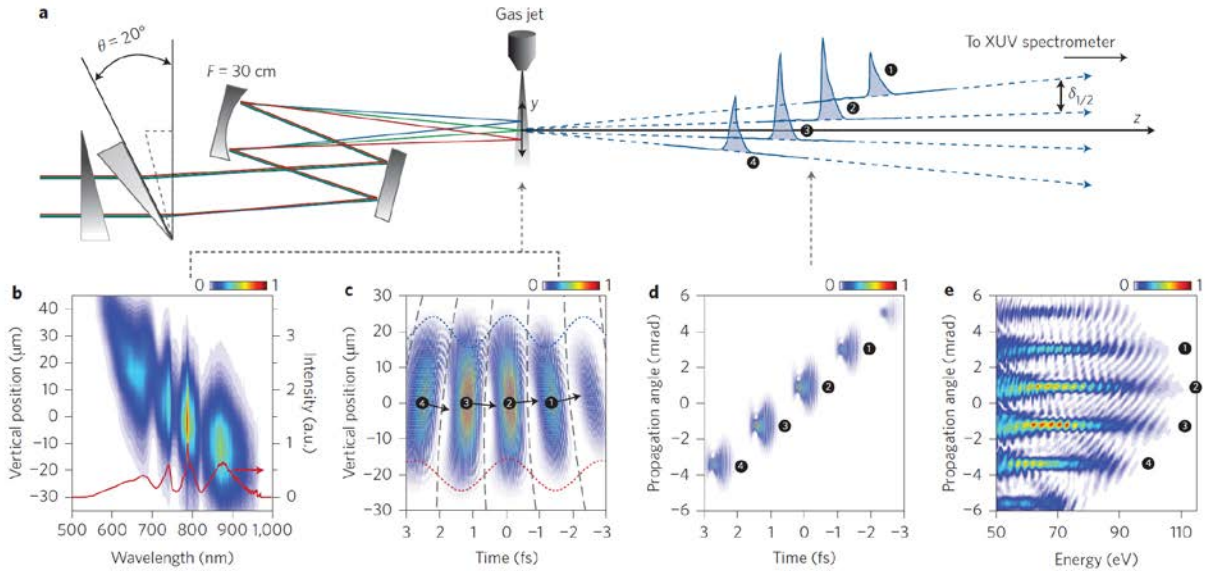 a
θ = 20°
F = 30 cm
Gas jet
y
To XUV spectrometer
δ1/2
z
1
2
3
4
b
0 1
Vertical position (μm)
40
30
20
10
0
−10
−20
−30
3
2
1
0
Intensity (a.u.)
500 600 700 800 900 1,000
Wavelength (nm)
c
0 1
Vertical position (μm)
30
20
10
0
−10
−20
−30
4 3 2 1
3 2 1 0 −1 −2 −3
Time (fs)
d
0 1
Propagation angle (mrad)
6
4
2
0
−2
−4
−6
1
2
3
4
3 2 1 0 −1 −2 −3
Time (fs)
e
0 1
Propagation angle (mrad)
6
4
2
0
−2
−4
−6
1
2
3
4
50 60 70 80 90 100 110
Energy (eV)